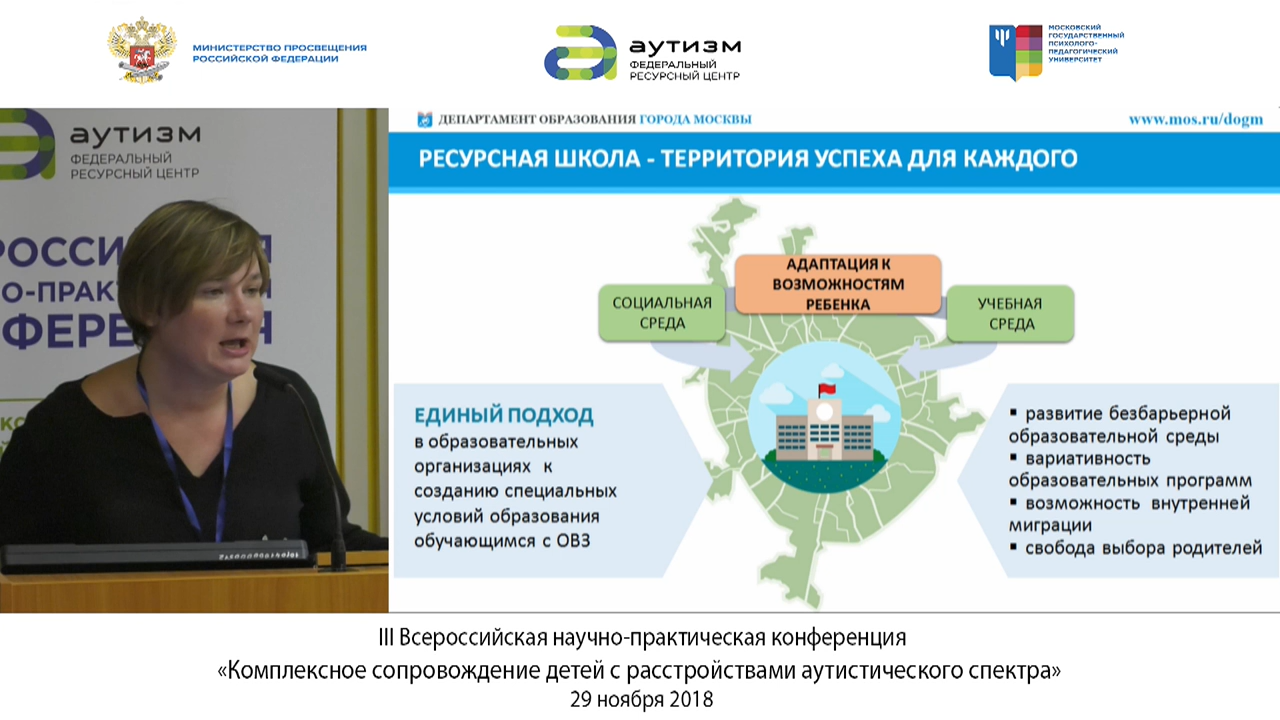 МИНИСТЕРСТВО ПРОСВЕЩЕНИЯ
РОССИЙСКОЙ ФЕДЕРАЦИИ
аутизм
ФЕДЕРАЛЬНЫЙ
РЕСУРСНЫЙ ЦЕНТР
МОСКОВСКИЙ
ГОСУДАРСТВЕННЫЙ
ПСИХОЛОГО-
ПЕДАГОГИЧЕСКИЙ
УНИВЕРСИТЕТ
аутизм
ФЕДЕРАЛЬНЫЙ
РЕСУРСНЫЙ ЦЕНТР
ДЕПАРТАМЕНТ ОБРАЗОВАНИЯ ГОРОДА МОСКВЫ
www.mos.ru/dogm
РЕСУРСНАЯ ШКОЛА - ТЕРРИТОРИЯ УСПЕХА ДЛЯ КАЖДОГО
СОЦИАЛЬНАЯ
СРЕДА
АДАПТАЦИЯ К
ВОЗМОЖНОСТЯМ
РЕБЕНКА
УЧЕБНАЯ
СРЕДА
ЕДИНЫЙ ПОДХОД
в образовательных
организациях к
созданию специальных
условий образования
обучающимся с ОВЗ
▪ развитие безбарьерной
образовательной среды
▪ вариативность
образовательных программ
▪ возможность внутренней
миграции
▪ свобода выбора родителей
III Всероссийская научно-практическая конференция
«Комплексное сопровождение детей с расстройствами аутистического спектра»
29 ноября 2018